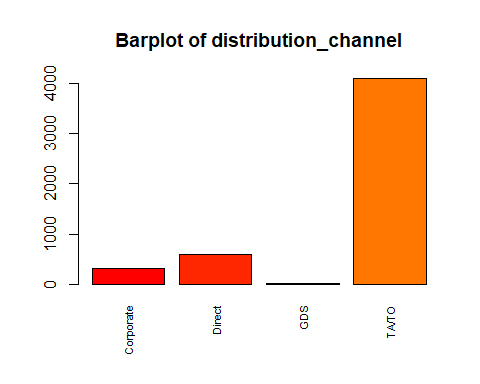 Barplot of distribution_channel
4000
3000
2000
1000
0
Corporate
Direct
GDS
TA/TO